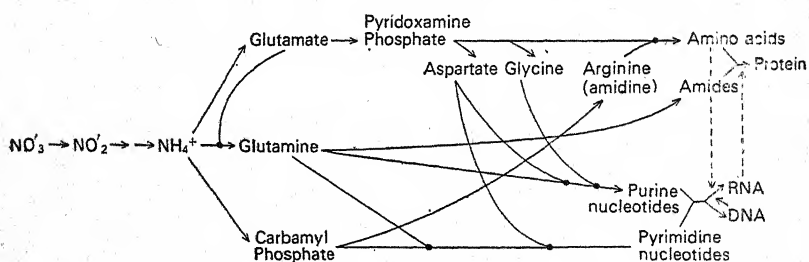 Pyridoxamine
Glutamate Phosphate Amino acids
Aspartate Glycine Arginine Protein
(amidine) Amides
NO′3 NO′2 NH4+ Glutamine
Purine RNA
nucleotides DNA
Carbamyl Pyrimidine
Phosphate nucleotides